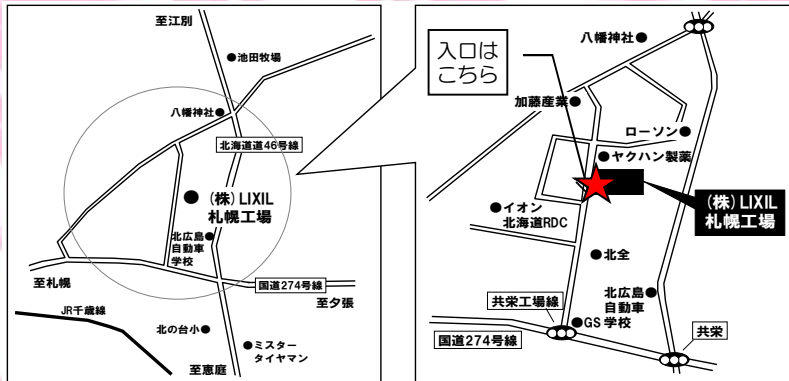 至江別
池田牧場
八幡神社
北海道道46号線
(株)LIXIL
札幌工場
北広島
自動車
学校
至札幌
国道274号線
至夕張
JR千歳線
北の台小
ミスター
タイヤマン
至恵庭
入口は
こちら
八幡神社
加藤産業
ローソン
ヤクハン製薬
(株)LIXIL
札幌工場
イオン
北海道RDC
北全
北広島
自動車
学校
共栄工場線
GS
国道274号線
共栄